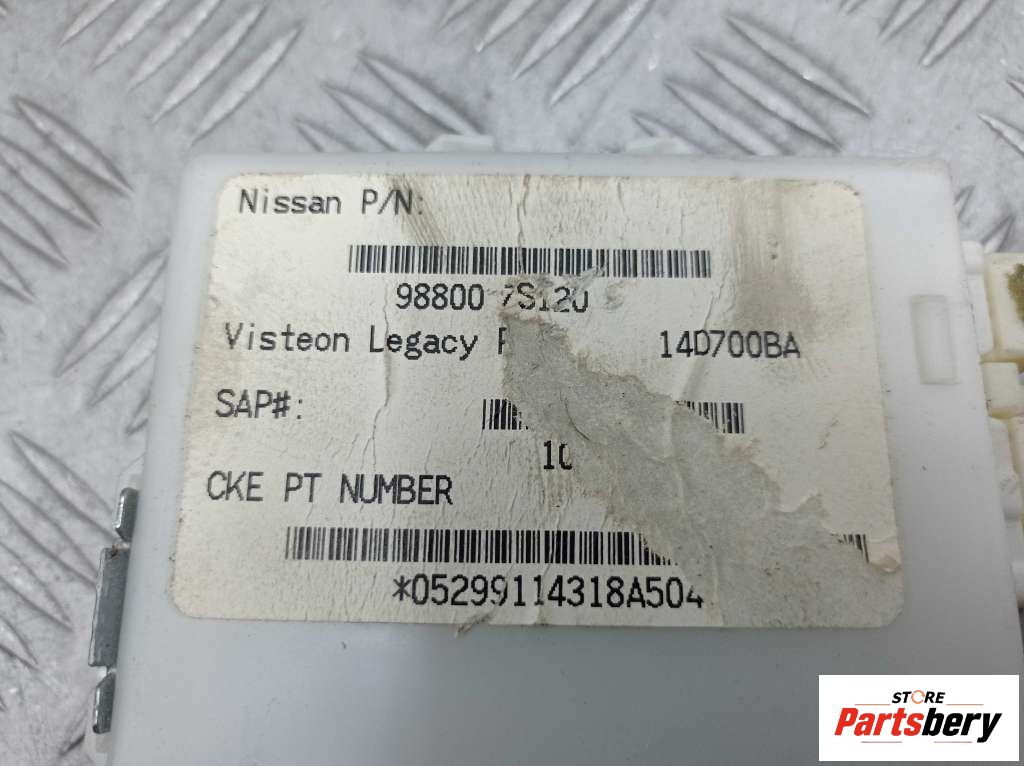 Nissan P/N:
98800 7S120
Visteon Legacy 14D700BA
SAP#:
10
CKE PT NUMBER
*05299114318A504
STORE
Partsbery